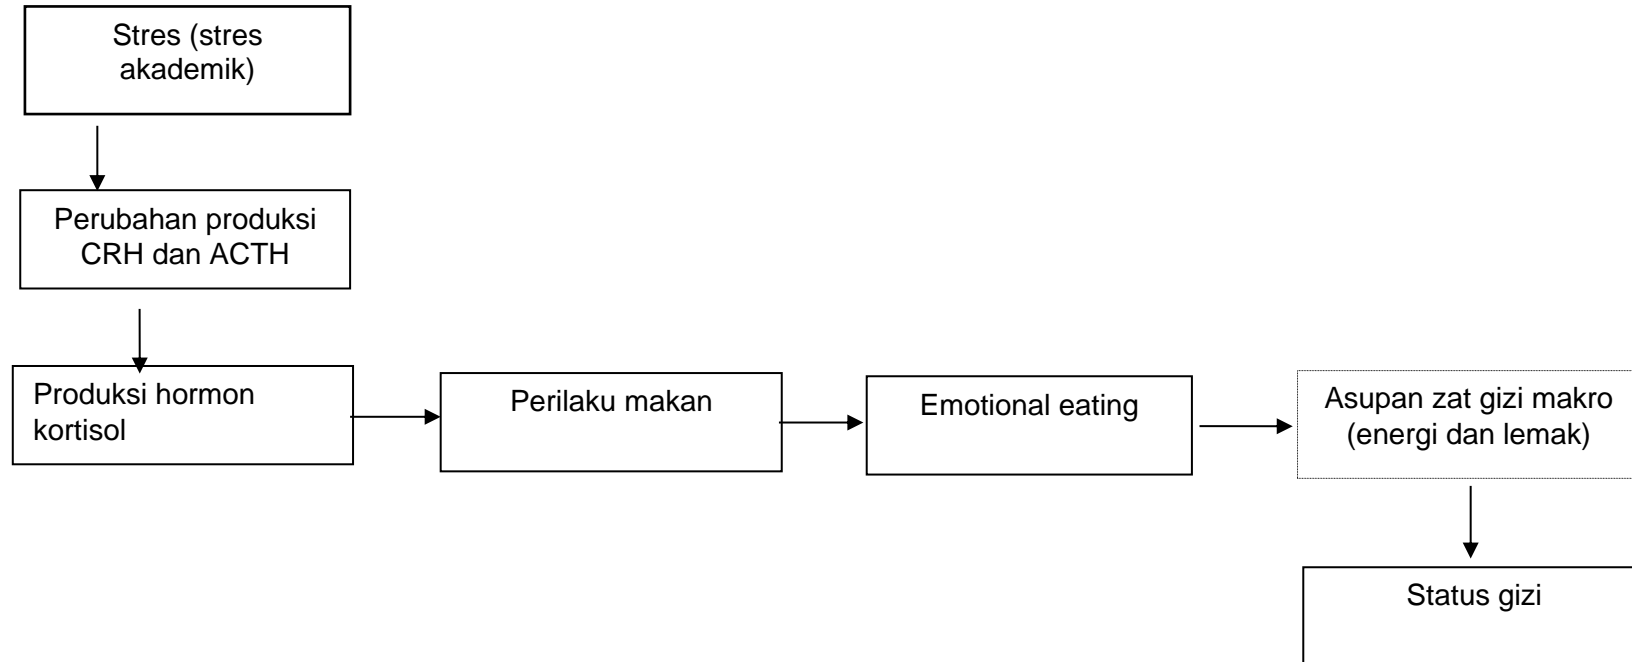 Stres (stres
akademik)
Perubahan produksi
CRH dan ACTH
Produksi hormon
kortisol
Perilaku makan
Emotional eating
Asupan zat gizi makro
(energi dan lemak)
Status gizi